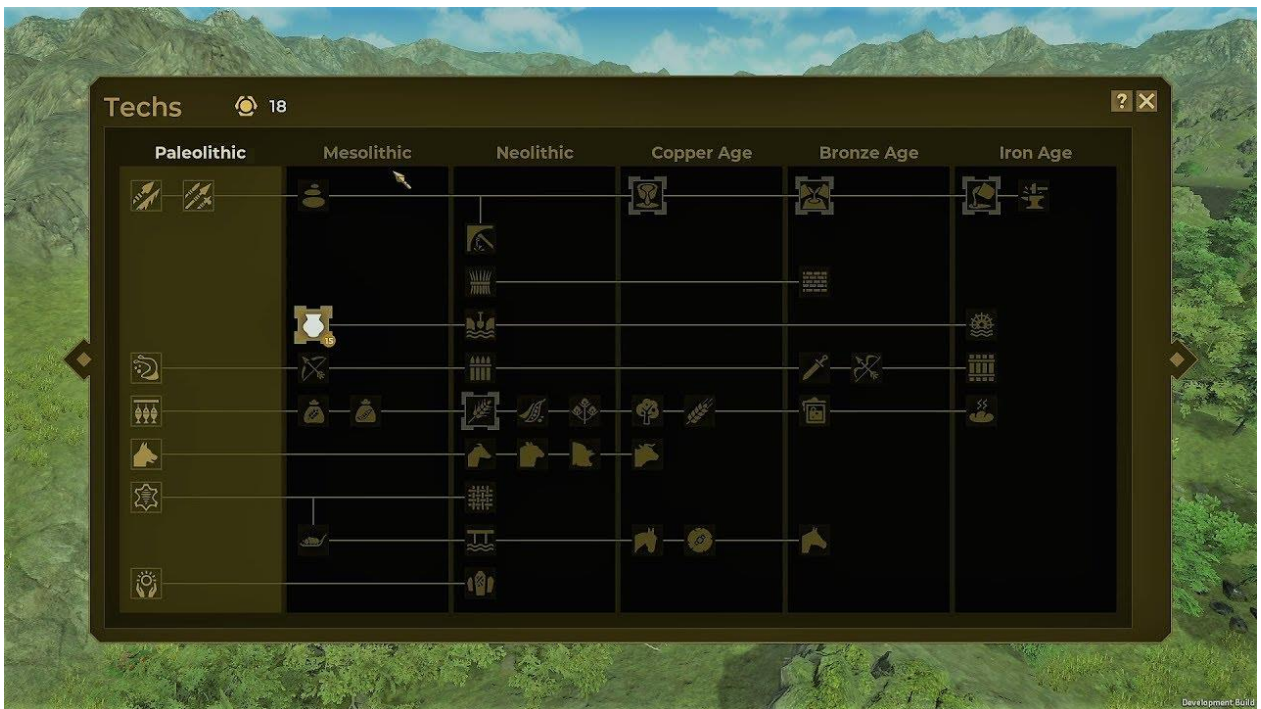 Techs 18 ?
Paleolithic Mesolithic Neolithic Copper Age Bronze Age Iron Age
15
Development Build